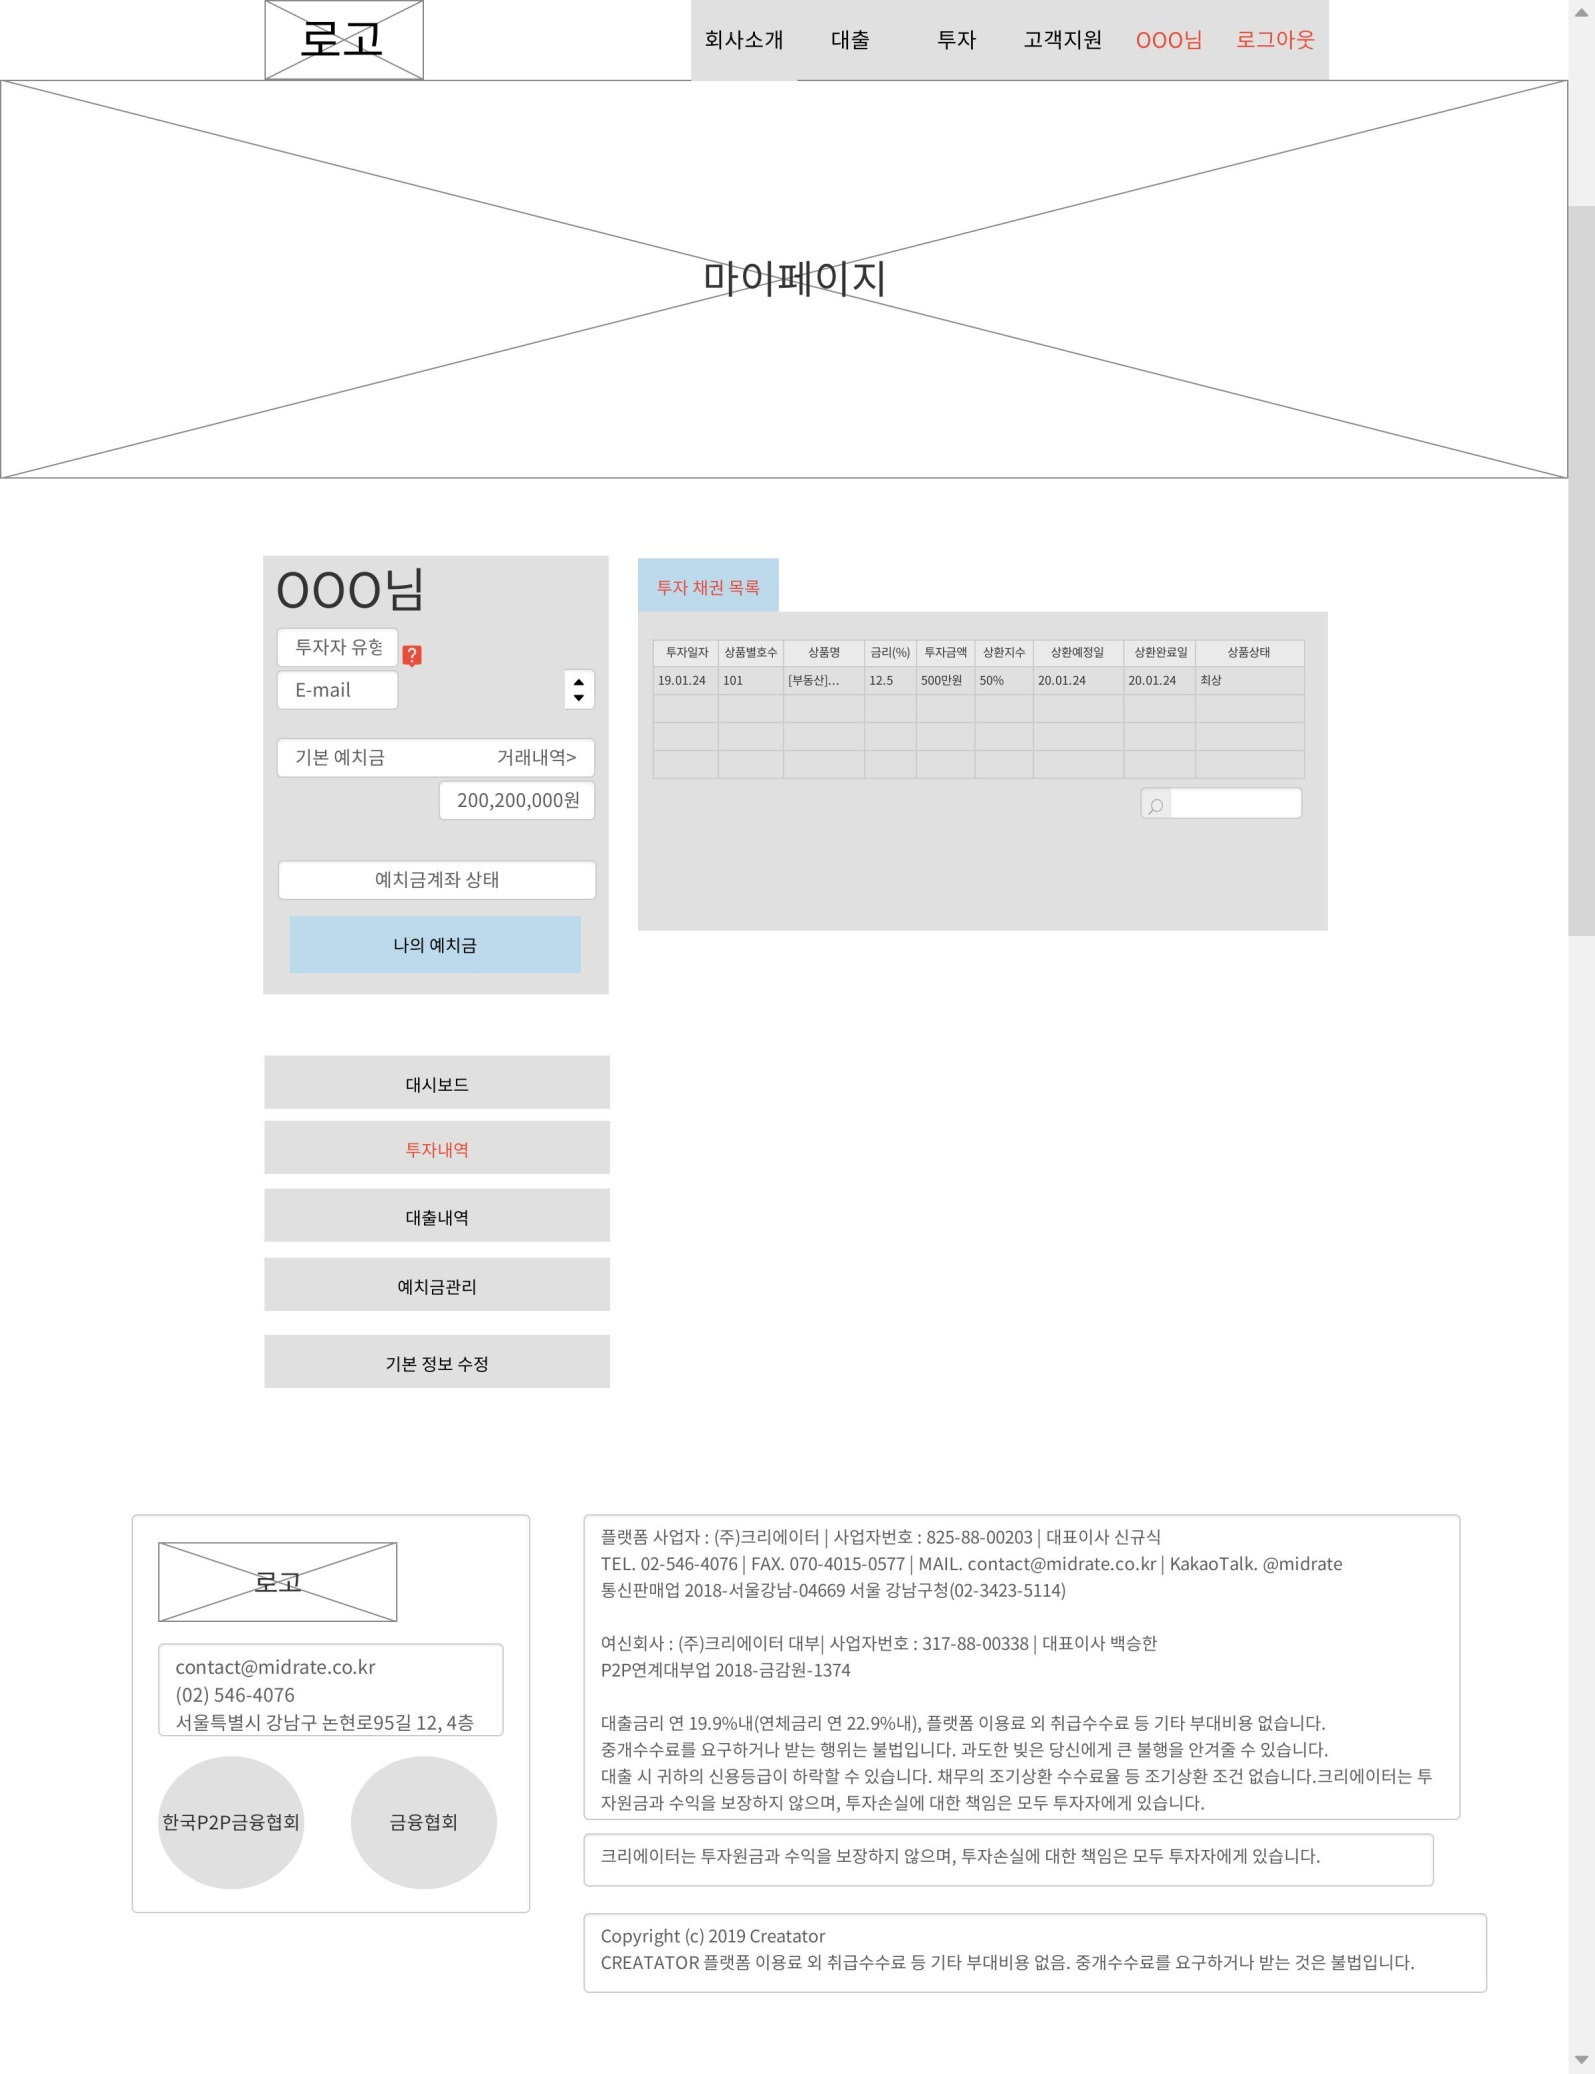 로고
회사소개 대출 투자 고객지원 OOO님 로그아웃
마이페이지
OOO님
투자자 유형
?
E-mail
기본 예치금 거래내역>
200,200,000원
예치금계좌 상태
나의 예치금
투자 채권 목록
투자일자 상품별호수 상품명 금리(%) 투자금액 상환지수 상환예정일 상환완료일 상품상태
19.01.24 101 [부동산]... 12.5 500만원 50% 20.01.24 20.01.24 최상
대시보드
투자내역
대출내역
예치금관리
기본 정보 수정
로고
contact@midrate.co.kr
(02) 546-4076
서울특별시 강남구 논현로95길 12, 4층
한국P2P금융협회 금융협회
플랫폼 사업자 : (주)크리에이터 | 사업자번호 : 825-88-00203 | 대표이사 신규식
TEL. 02-546-4076 | FAX. 070-4015-0577 | MAIL. contact@midrate.co.kr | KakaoTalk. @midrate
통신판매업 2018-서울강남-04669 서울 강남구청(02-3423-5114)
여신회사 : (주)크리에이터 대부| 사업자번호 : 317-88-00338 | 대표이사 백승한
P2P연계대부업 2018-금감원-1374
대출금리 연 19.9%내(연체금리 연 22.9%내), 플랫폼 이용료 외 취급수수료 등 기타 부대비용 없습니다.
중개수수료를 요구하거나 받는 행위는 불법입니다. 과도한 빚은 당신에게 큰 불행을 안겨줄 수 있습니다.
대출 시 귀하의 신용등급이 하락할 수 있습니다. 채무의 조기상환 수수료율 등 조기상환 조건 없습니다.크리에이터는 투
자원금과 수익을 보장하지 않으며, 투자손실에 대한 책임은 모두 투자자에게 있습니다.
크리에이터는 투자원금과 수익을 보장하지 않으며, 투자손실에 대한 책임은 모두 투자자에게 있습니다.
Copyright (c) 2019 Creatator
CREATATOR 플랫폼 이용료 외 취급수수료 등 기타 부대비용 없음. 중개수수료를 요구하거나 받는 것은 불법입니다.